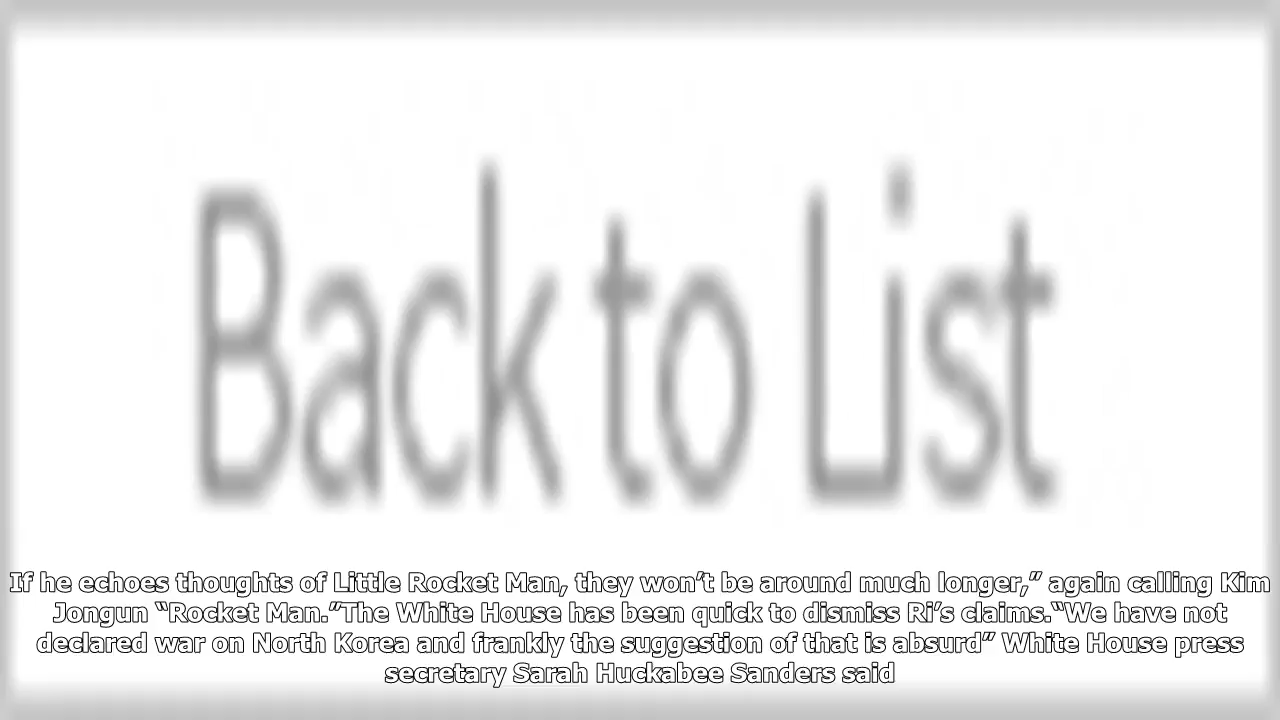 Back to List
If he echoes thoughts of Little Rocket Man, they won’t be around much longer,” again calling Kim
Jongun “Rocket Man.”The White House has been quick to dismiss Ri’s claims.“We have not
declared war on North Korea and frankly the suggestion of that is absurd” White House press
secretary Sarah Huckabee Sanders said